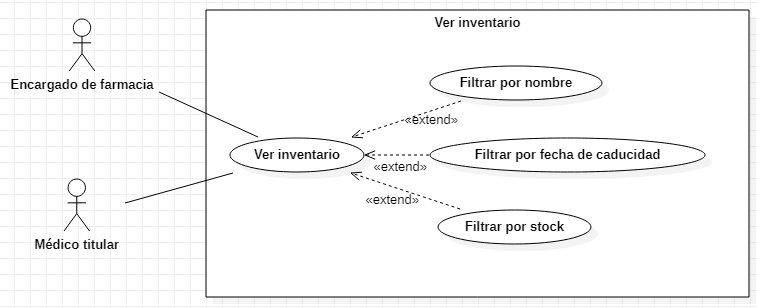 Ver inventario
Encargado de farmacia
Filtrar por nombre
«extend»
Ver inventario
Filtrar por fecha de caducidad
«extend»
«extend»
Filtrar por stock
Médico titular